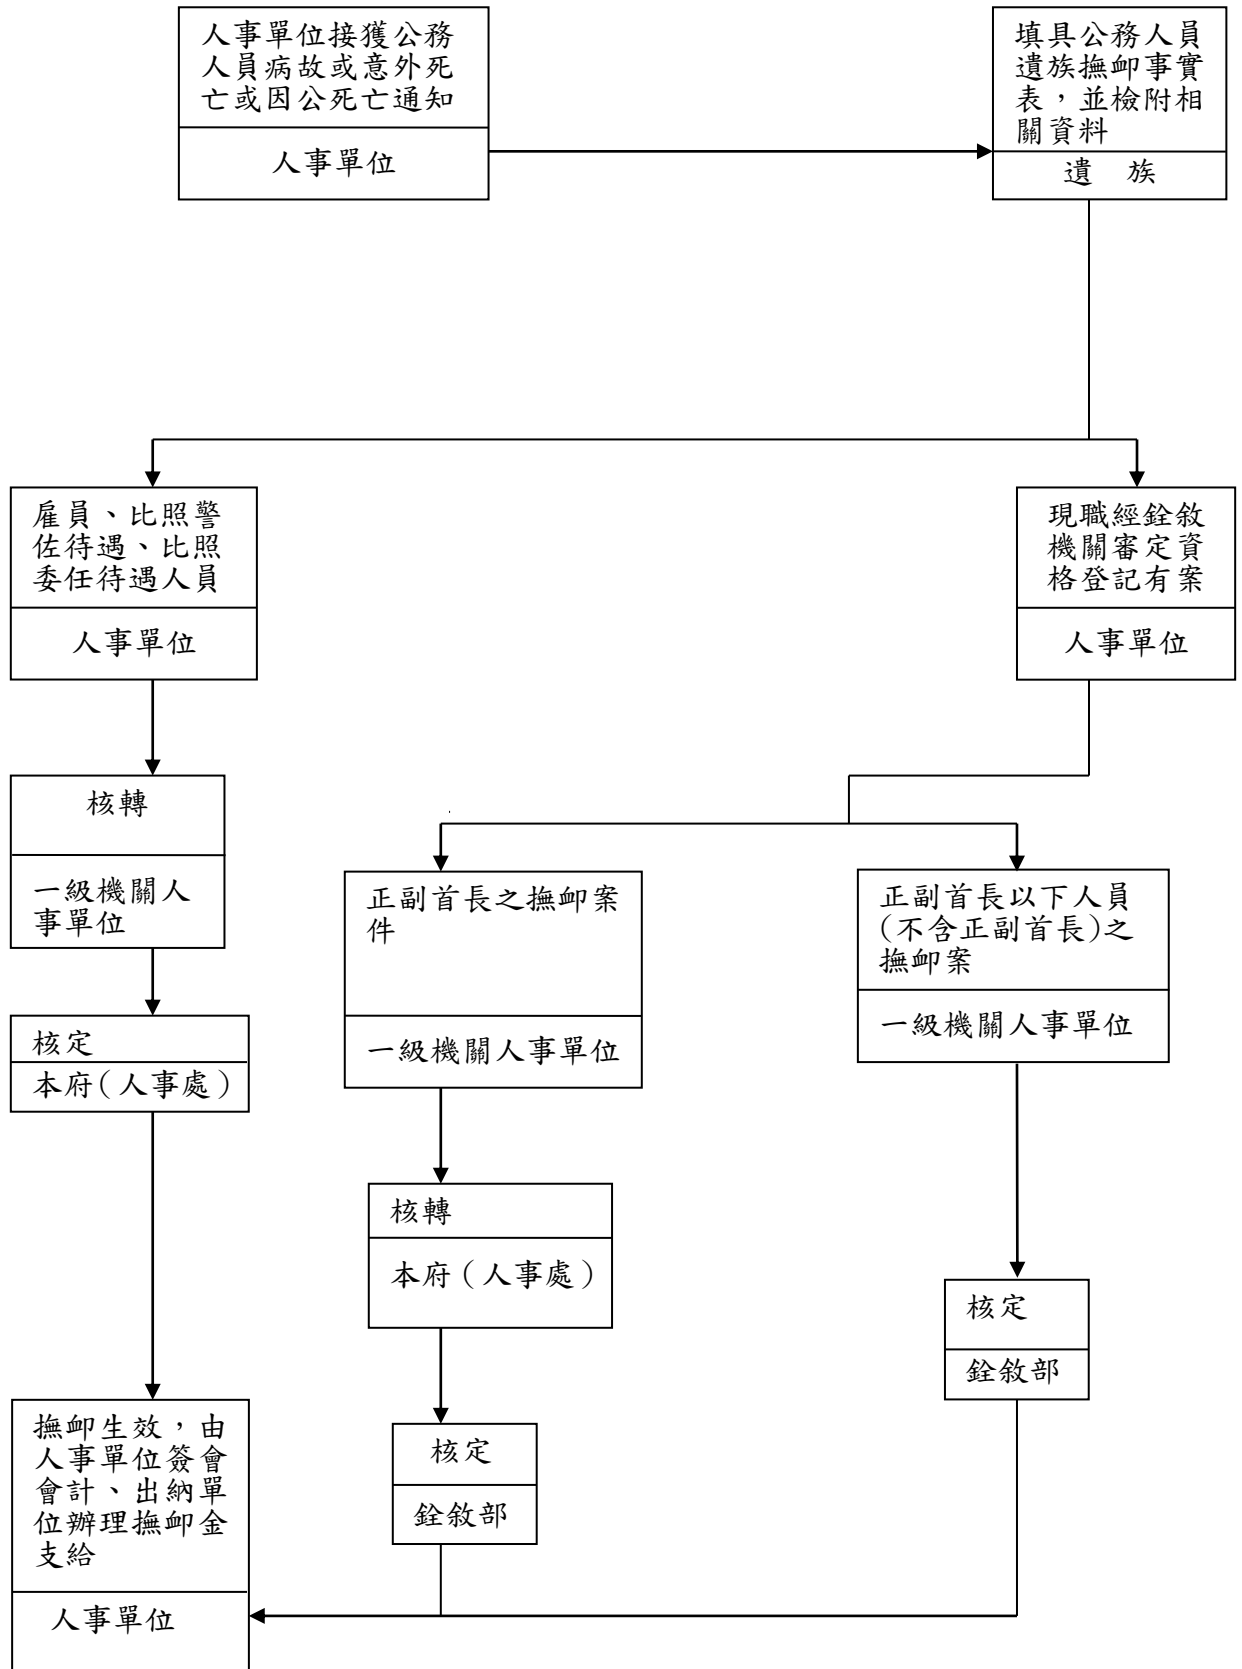 人事單位接獲公務
人員病故或意外死
亡或因公死亡通知
人事單位
填具公務人員
遺族撫卹事實
表，並檢附相
關資料
遺　族
雇員、比照警
佐待遇、比照
委任待遇人員
人事單位
現職經銓敘
機關審定資
格登記有案
人事單位
核轉
一級機關人
事單位
正副首長之撫卹案
件
一級機關人事單位
正副首長以下人員
(不含正副首長)之
撫卹案
一級機關人事單位
核定
本府(人事處)
核轉
本府(人事處)
核定
銓敘部
核定
銓敘部
撫卹生效，由
人事單位簽會
會計、出納單
位辦理撫卹金
支給
人事單位